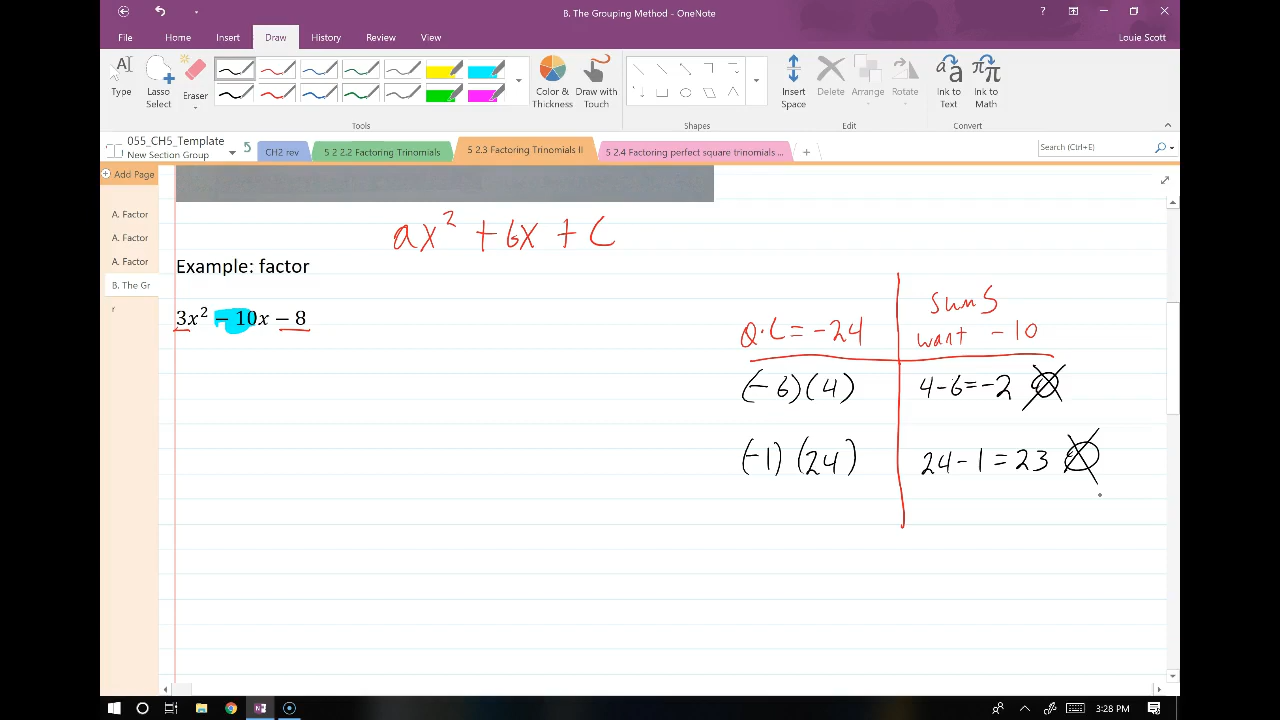 B. The Grouping Method - OneNote
?
File Home Insert Draw History Review View
Louie Scott
Type
Lasso Select
Eraser
Color & Thickness
Draw with Touch
Insert Space
Delete
Arrange
Rotate
Ink to Text
Ink to Math
Tools
Shapes
Edit
Convert
055_CH5_Template
New Section Group
CH2 rev
5 2 2.2 Factoring Trinomials
5 2.3 Factoring Trinomials II
5 2.4 Factoring perfect square trinomials ...
Search (Ctrl+E)
Add Page
A. Factor
A. Factor
A. Factor
B. The Gr
r
ax² + bx + c
Example: factor
3x² − 10x − 8
a·c = -24
Sums
want -10
(-6)(4)
4-6=-2
(-1)(24)
24-1=23
3:28 PM